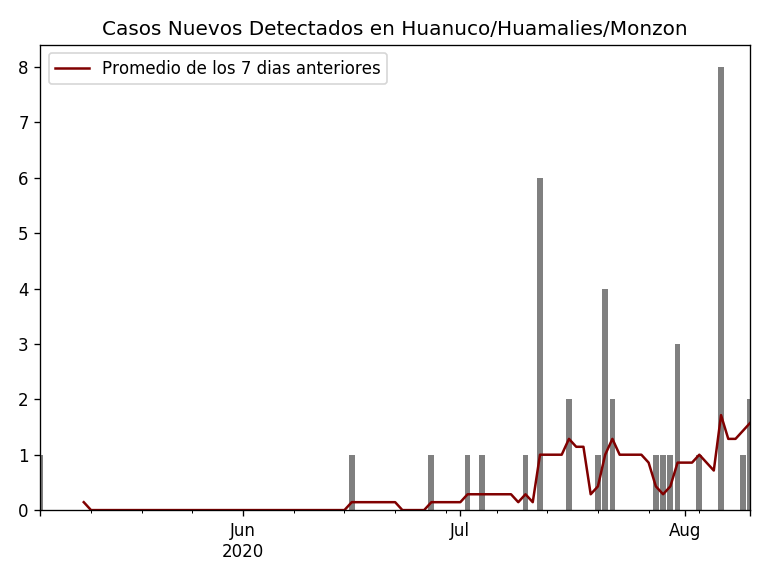 Casos Nuevos Detectados en Huanuco/Huamalies/Monzon
Promedio de los 7 dias anteriores
8
7
6
5
4
3
2
1
0
Jun
2020
Jul
Aug